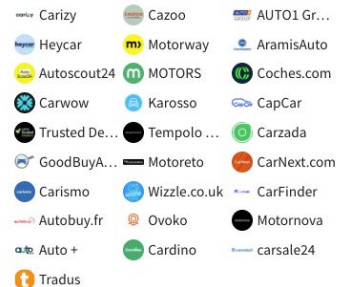 Carizy Cazoo AUTO1 Gr...
Heycar Motorway AramisAuto
Autoscout24 MOTORS Coches.com
Carwow Karosso CapCar
Trusted De... Tempolo ... Carzada
GoodBuyA... Motoreto CarNext.com
Carismo Wizzle.co.uk CarFinder
Autobuy.fr Ovoko Motornova
Auto + Cardino carsale24
Tradus